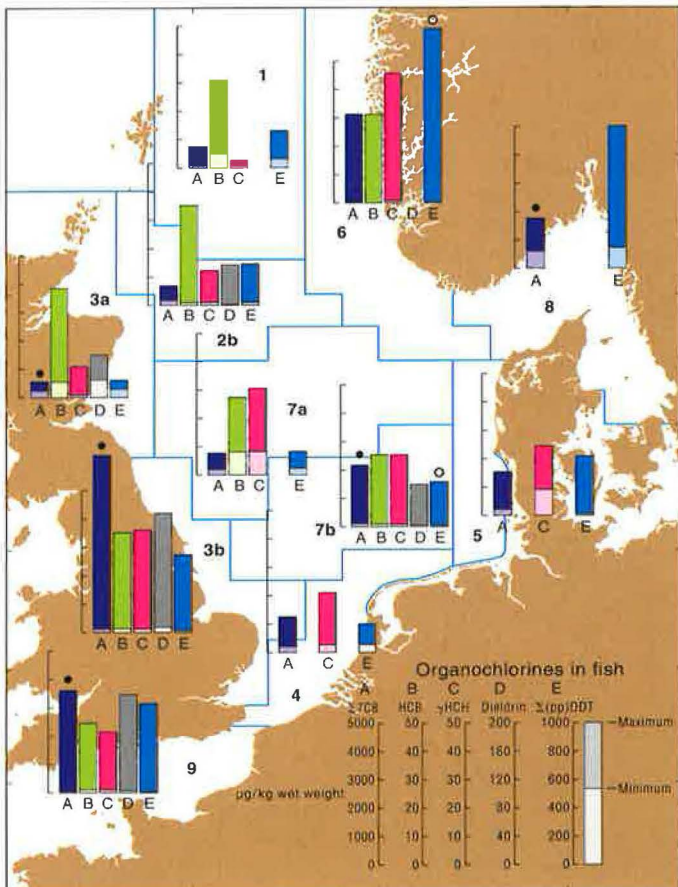 1
A B C E
6
A B C D E
8
A E
2b
A B C D E
3a
A B C D E
7a
A B C E
7b
A B C D E
5
A C E
3b
A B C D E
4
A C E
9
A B C D E
Organochlorines in fish
A B C D E
Σ7CB HCB γHCH Dieldrin Σ(pp)DDT
5000 50 50 200 1000 Maximum
4000 40 40 160 800
3000 30 30 120 600 Minimum
2000 20 20 80 400
1000 10 10 40 200
0 0 0 0 0
µg/kg wet weight